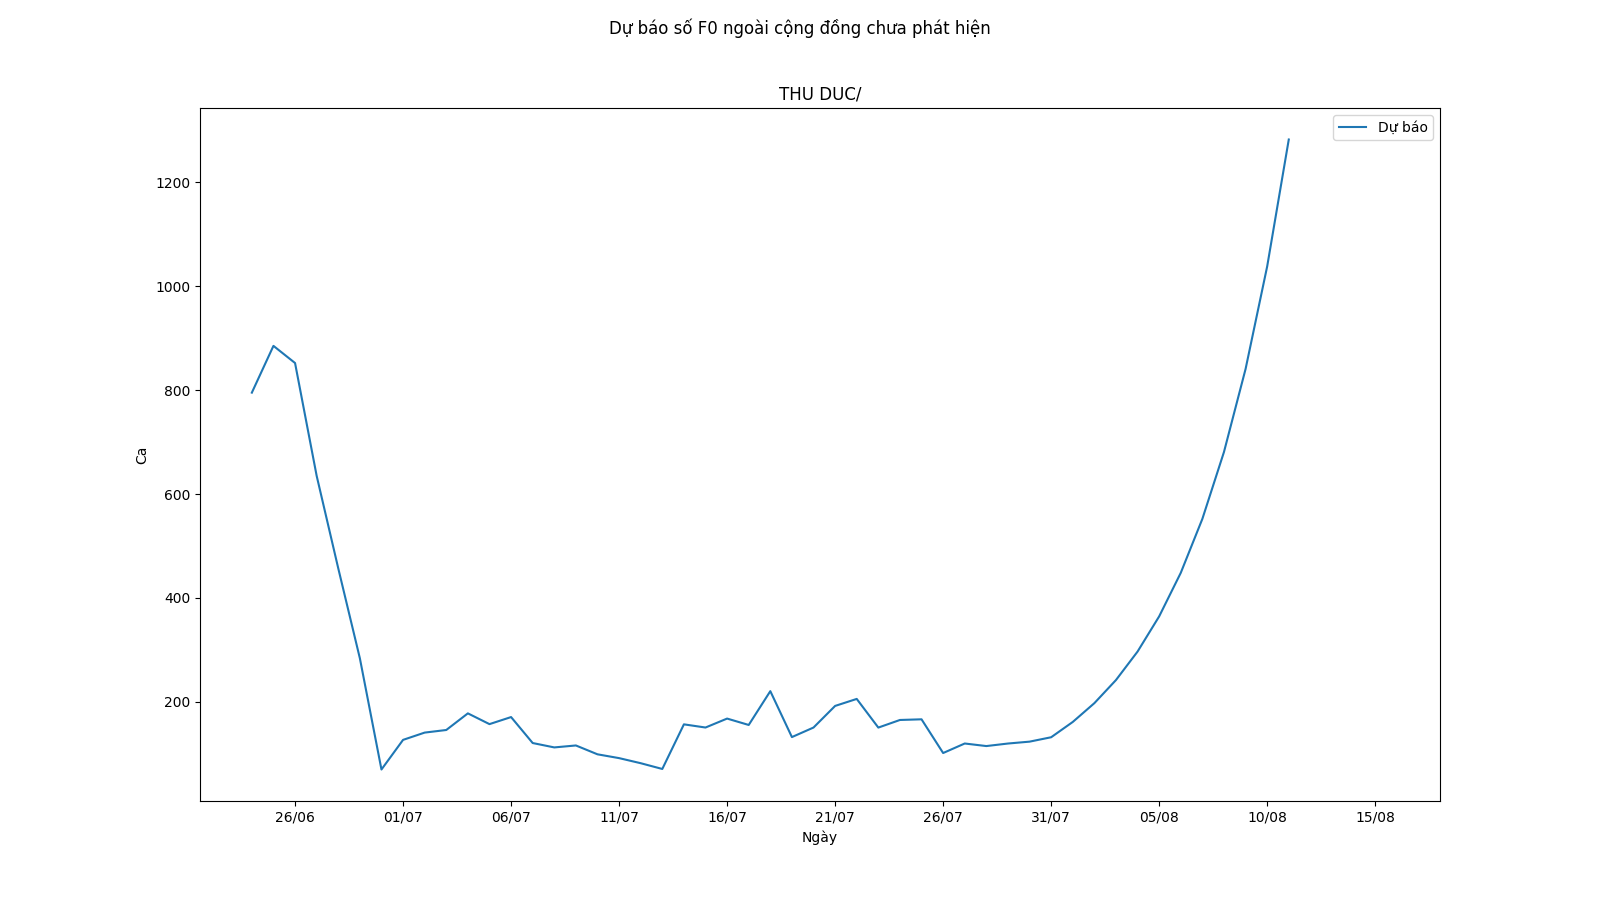 Dự báo số F0 ngoài cộng đồng chưa phát hiện
THU DUC/
Dự báo
1200
1000
800
600
400
200
Ca
26/06 01/07 06/07 11/07 16/07 21/07 26/07 31/07 05/08 10/08 15/08
Ngày